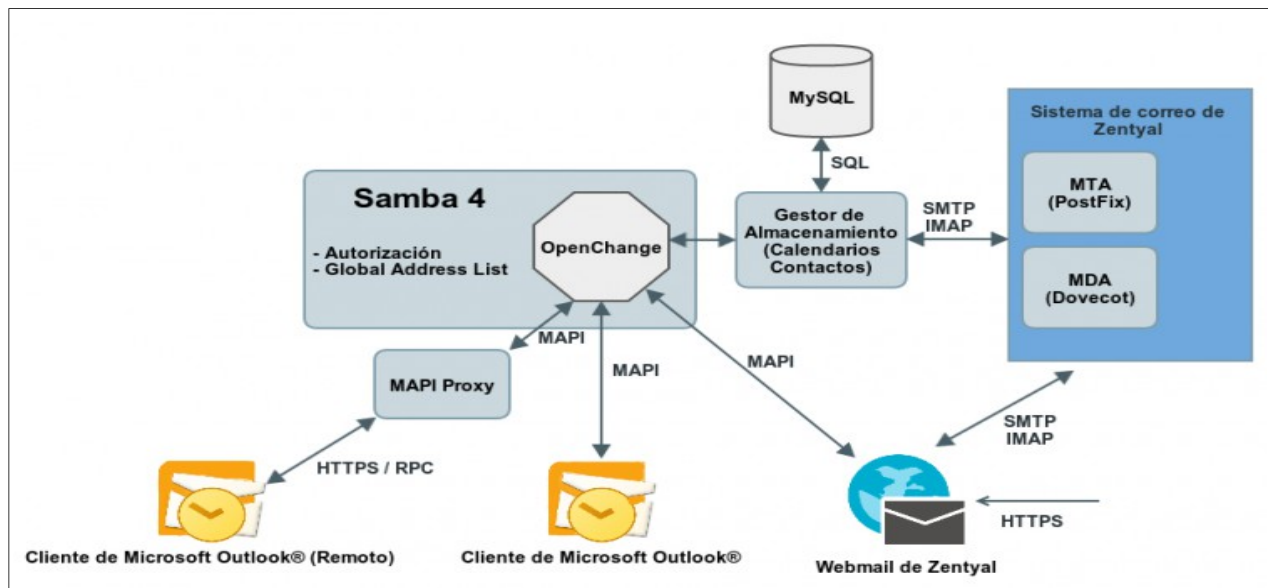 MySQL
SQL
Sistema de correo de
Zentyal
MTA
(PostFix)
MDA
(Dovecot)
SMTP
IMAP
Gestor de
Almacenamiento
(Calendarios
Contactos)
Samba 4
- Autorización
- Global Address List
OpenChange
MAPI
MAPI
MAPI
MAPI Proxy
HTTPS / RPC
SMTP
IMAP
HTTPS
Cliente de Microsoft Outlook® (Remoto)
Cliente de Microsoft Outlook®
Webmail de Zentyal